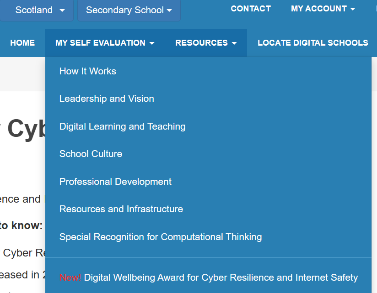 Scotland Secondary School CONTACT MY ACCOUNT
HOME MY SELF EVALUATION RESOURCES LOCATE DIGITAL SCHOOLS
How It Works
Leadership and Vision
Cyb
Digital Learning and Teaching
School Culture
Professional Development
ence and
Resources and Infrastructure
to know:
Special Recognition for Computational Thinking
Cyber Re
eased in 2
New! Digital Wellbeing Award for Cyber Resilience and Internet Safety